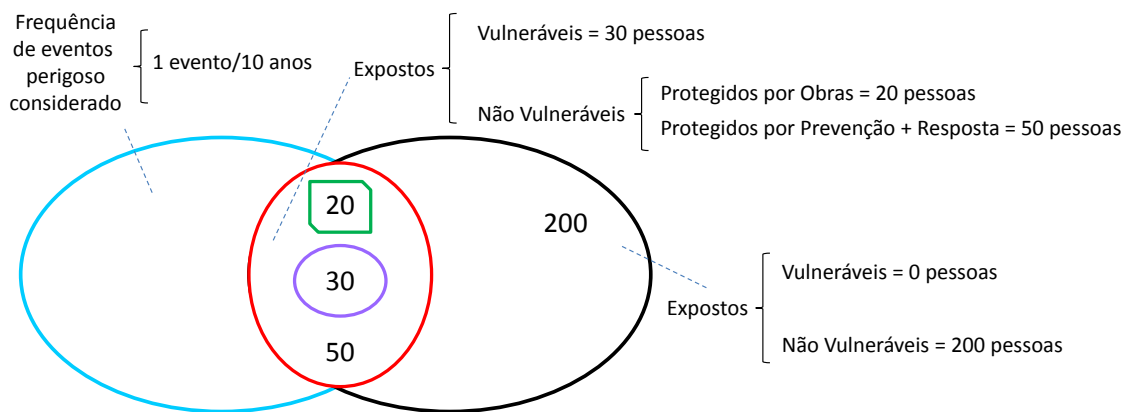 Frequência
de eventos
perigoso
considerado
1 evento/10 anos
Expostos
Vulneráveis = 30 pessoas
Não Vulneráveis
Protegidos por Obras = 20 pessoas
Protegidos por Prevenção + Resposta = 50 pessoas
20
30
50
200
Expostos
Vulneráveis = 0 pessoas
Não Vulneráveis = 200 pessoas